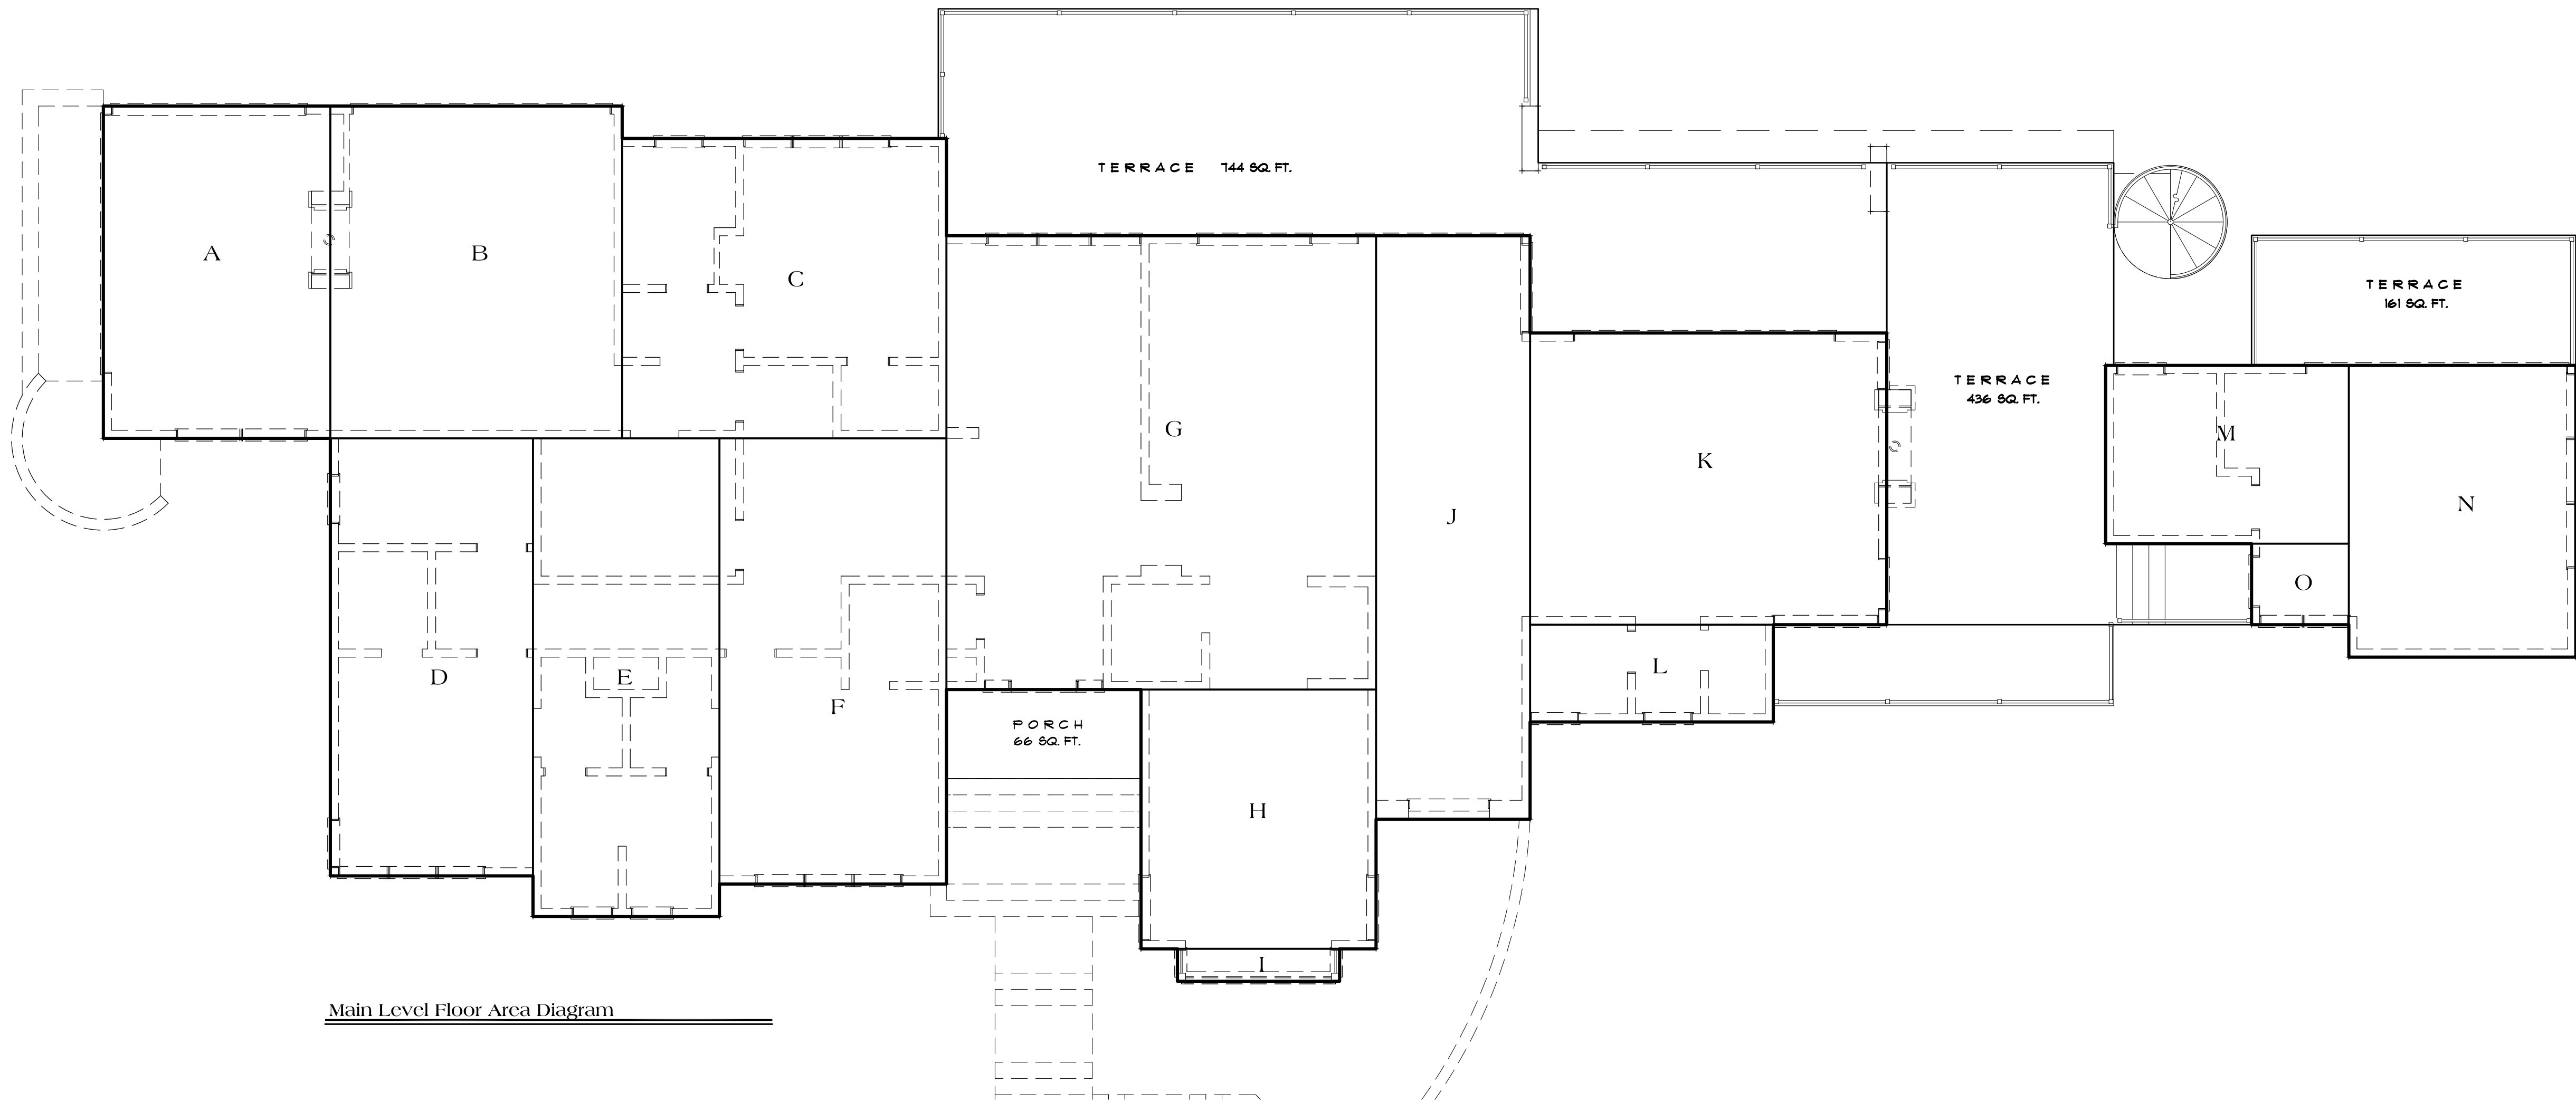 TERRACE 744 SQ. FT.
A
B
C
TERRACE
161 SQ. FT.
TERRACE
436 SQ. FT.
G
K
M
J
N
O
D
E
F
L
PORCH
66 SQ. FT.
H
I
Main Level Floor Area Diagram